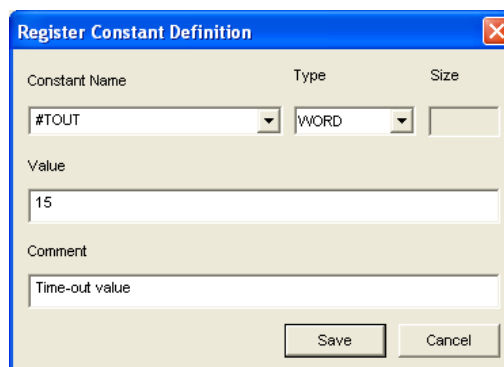 Register Constant Definition
Constant Name Type Size
#TOUT WORD
Value
15
Comment
Time-out value
Save Cancel